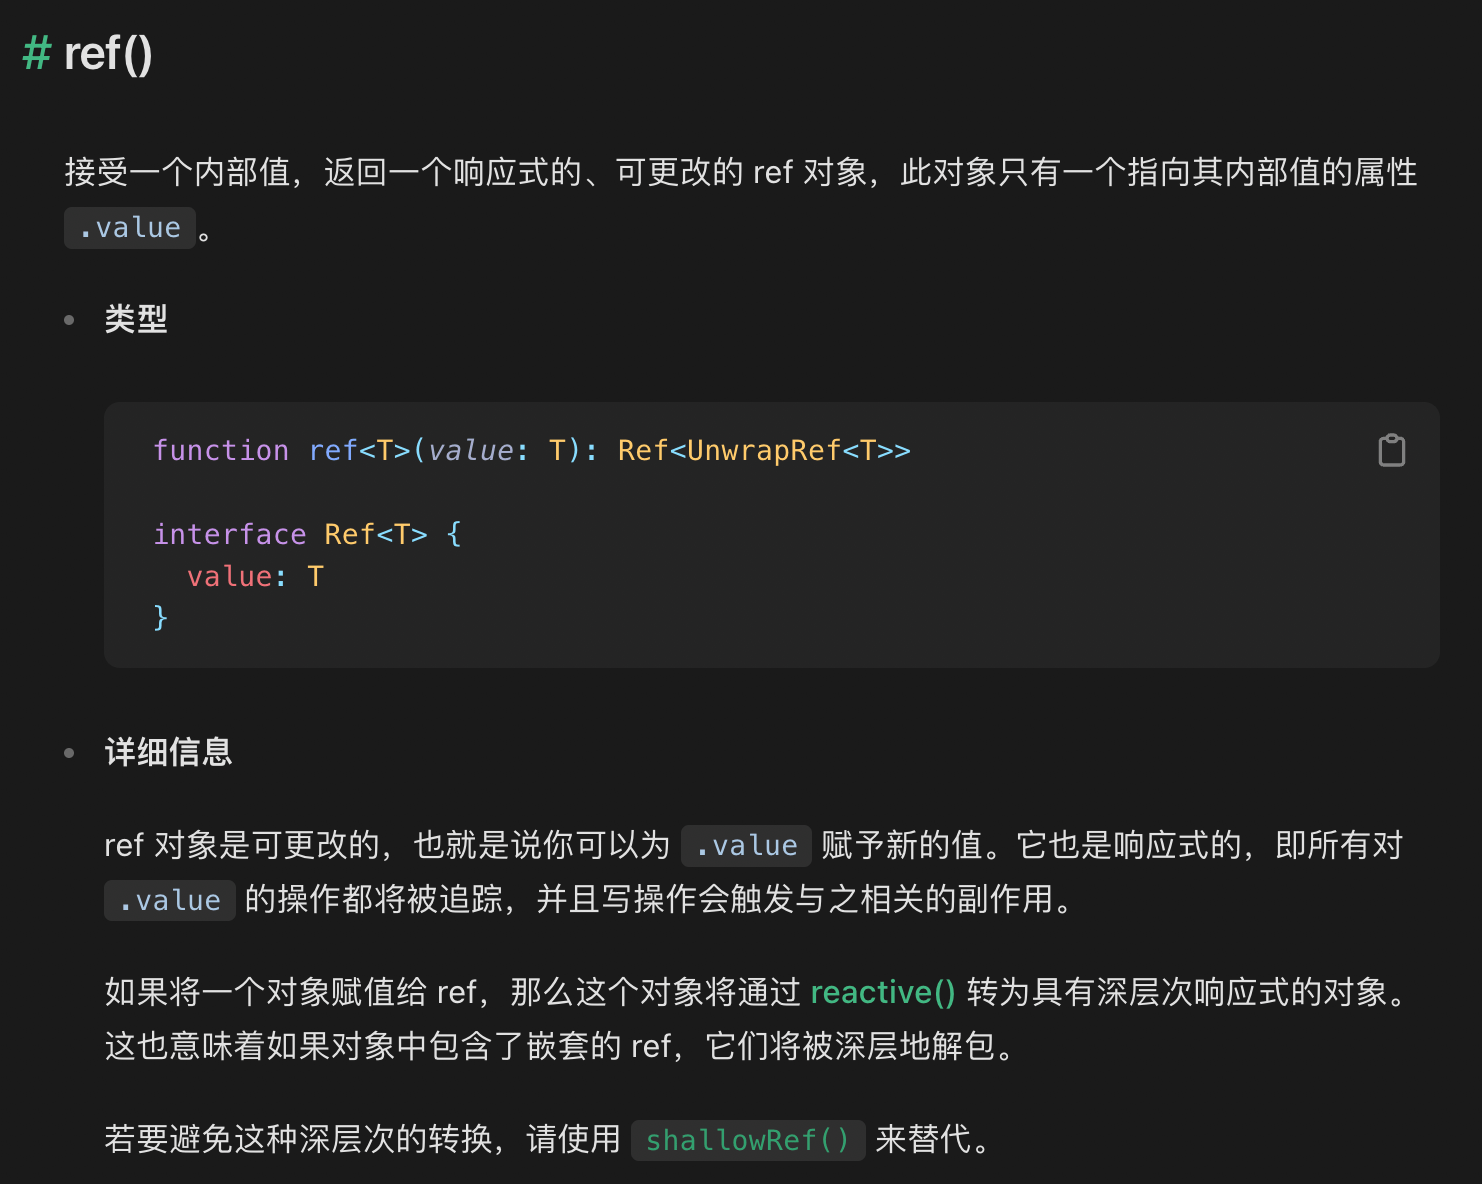 # ref()
接受一个内部值，返回一个响应式的、可更改的 ref 对象，此对象只有一个指向其内部值的属性
.value 。
• 类型
function ref<T>(value: T): Ref<UnwrapRef<T>>
interface Ref<T> {
  value: T
}
• 详细信息
ref 对象是可更改的，也就是说你可以为 .value 赋予新的值。它也是响应式的，即所有对
.value 的操作都将被追踪，并且写操作会触发与之相关的副作用。
如果将一个对象赋值给 ref，那么这个对象将通过 reactive() 转为具有深层次响应式的对象。
这也意味着如果对象中包含了嵌套的 ref，它们将被深层地解包。
若要避免这种深层次的转换，请使用 shallowRef() 来替代。